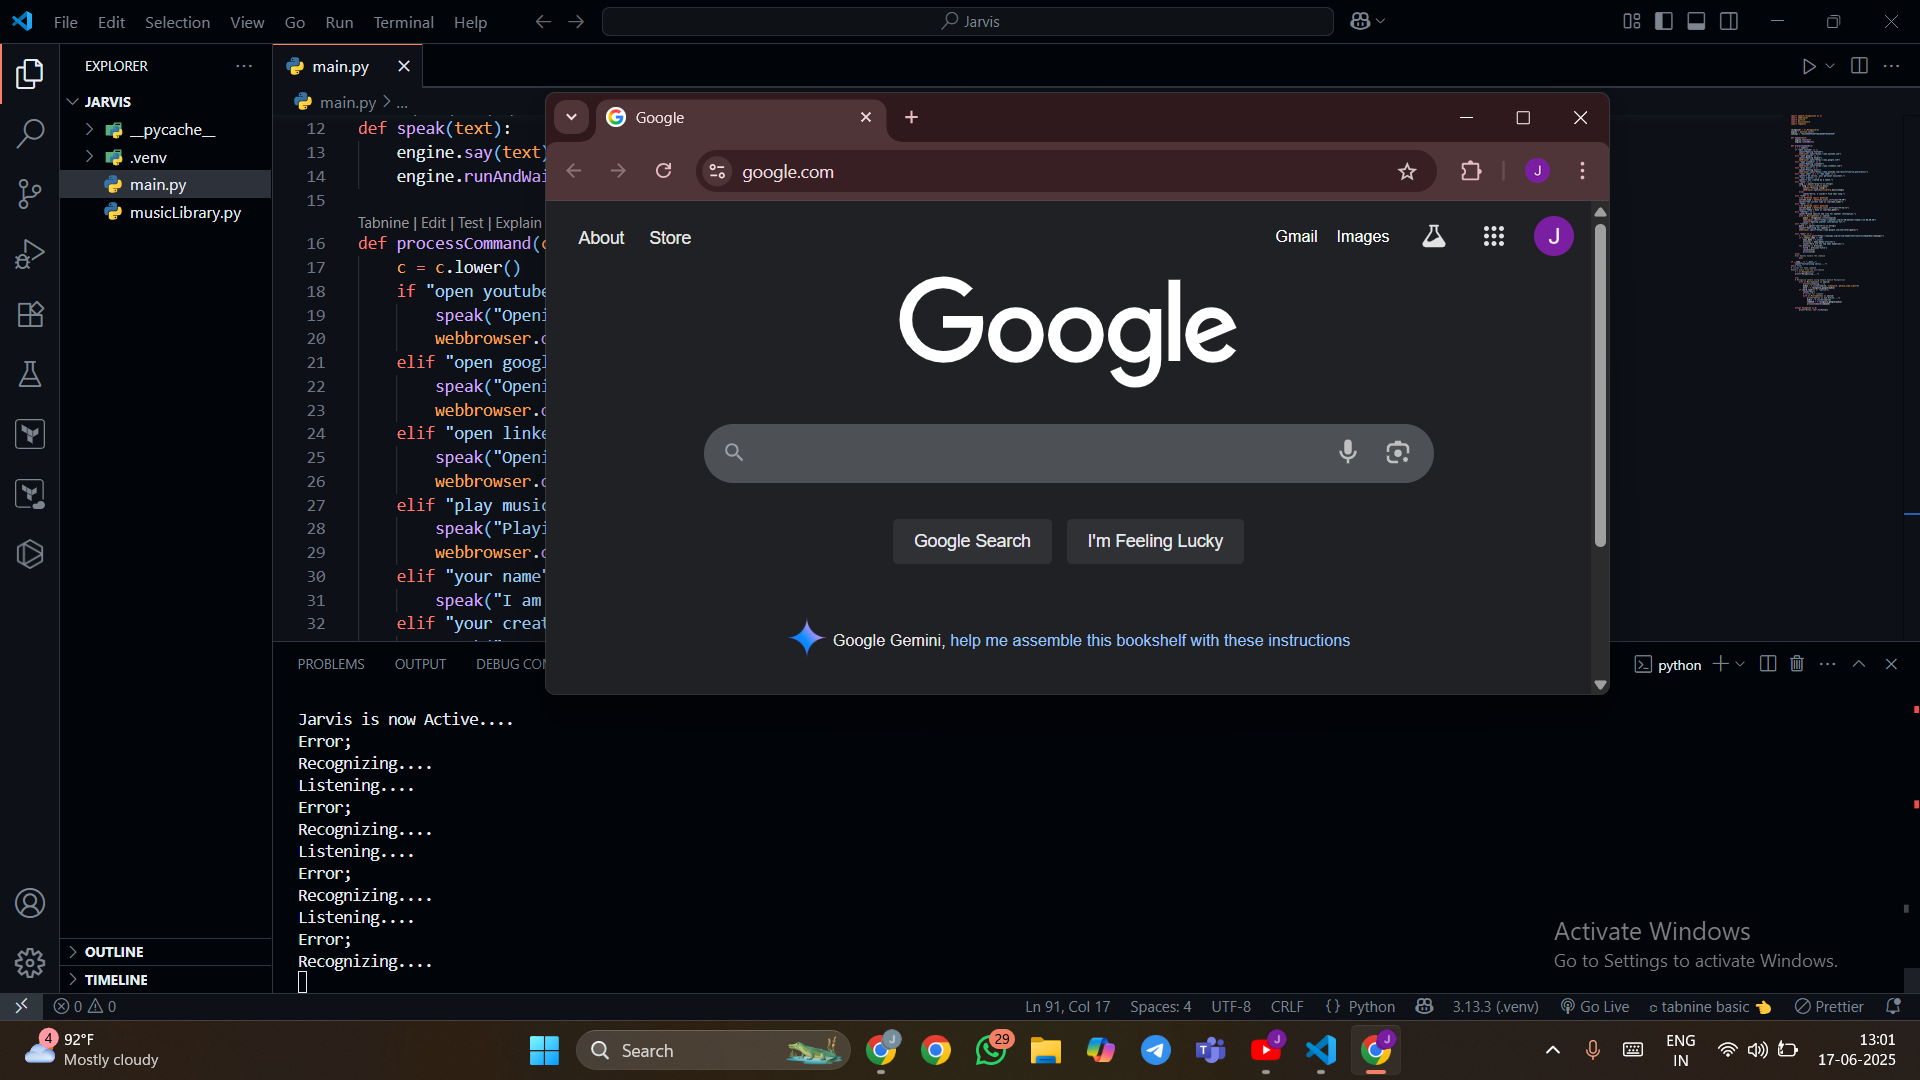 File Edit Selection View Go Run Terminal Help
Jarvis
EXPLORER
JARVIS
__pycache__
.venv
main.py
musicLibrary.py
OUTLINE
TIMELINE
main.py
main.py > ...
12 def speak(text):
13 engine.say(text)
14 engine.runAndWai
15
Tabnine | Edit | Test | Explain
16 def processCommand(c
17 c = c.lower()
18 if "open youtube
19 speak("Openi
20 webbrowser.o
21 elif "open googl
22 speak("Openi
23 webbrowser.o
24 elif "open linke
25 speak("Openi
26 webbrowser.o
27 elif "play music
28 speak("Playi
29 webbrowser.o
30 elif "your name"
31 speak("I am
32 elif "your creat
Google
google.com
J
About Store
Gmail Images
J
Google
Google Search I'm Feeling Lucky
Google Gemini, help me assemble this bookshelf with these instructions
PROBLEMS OUTPUT DEBUG CON
python
Jarvis is now Active....
Error;
Recognizing....
Listening....
Error;
Recognizing....
Listening....
Error;
Recognizing....
Listening....
Error;
Recognizing....
Activate Windows
Go to Settings to activate Windows.
0 0
Ln 91, Col 17 Spaces: 4 UTF-8 CRLF {} Python 3.13.3 (.venv) Go Live tabnine basic Prettier
4
92°F
Mostly cloudy
Search
J
29
J
J
ENG
IN
13:01
17-06-2025